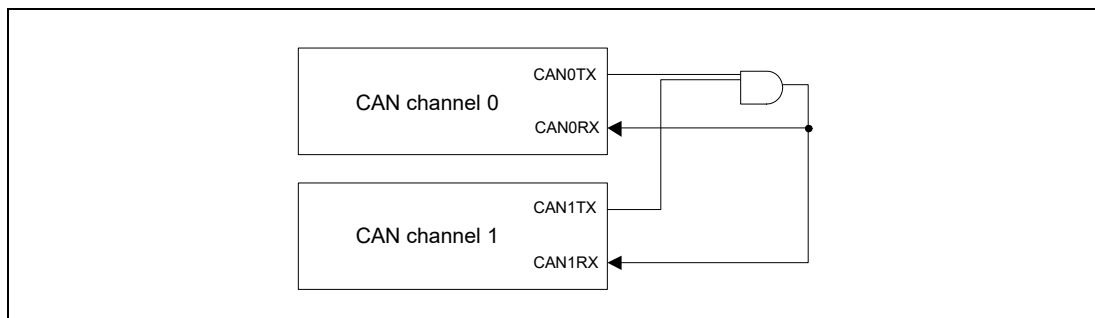 CAN0TX
CAN channel 0
CAN0RX
CAN1TX
CAN channel 1
CAN1RX